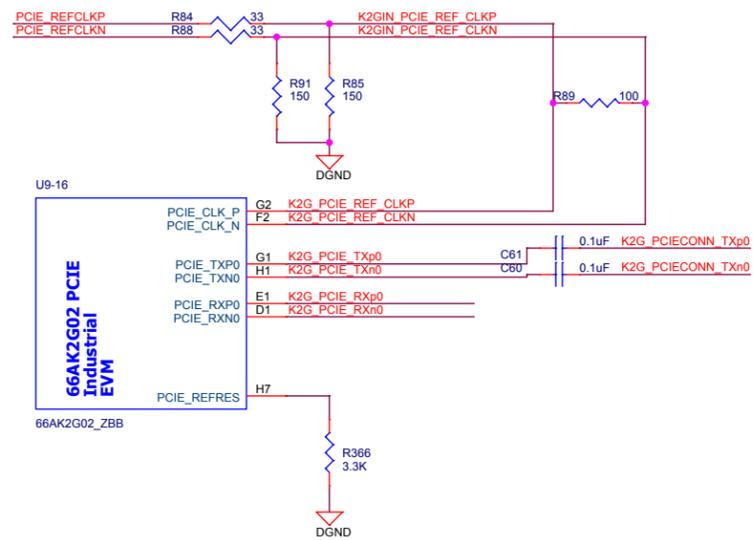 PCIE_REFCLKP R84 33 K2GIN_PCIE_REF_CLKP
PCIE_REFCLKN R88 33 K2GIN_PCIE_REF_CLKN
R91 R85
150 150
R89 100
DGND
U9-16
PCIE_CLK_P G2 K2G_PCIE_REF_CLKP
PCIE_CLK_N F2 K2G_PCIE_REF_CLKN
C61 0.1uF K2G_PCIECONN_TXp0
PCIE_TXP0 G1 K2G_PCIE_TXp0
C60 0.1uF K2G_PCIECONN_TXn0
PCIE_TXN0 H1 K2G_PCIE_TXn0
PCIE_RXP0 E1 K2G_PCIE_RXp0
PCIE_RXN0 D1 K2G_PCIE_RXn0
66AK2G02 PCIE
Industrial
EVM
PCIE_REFRES H7
66AK2G02_ZBB
R366
3.3K
DGND